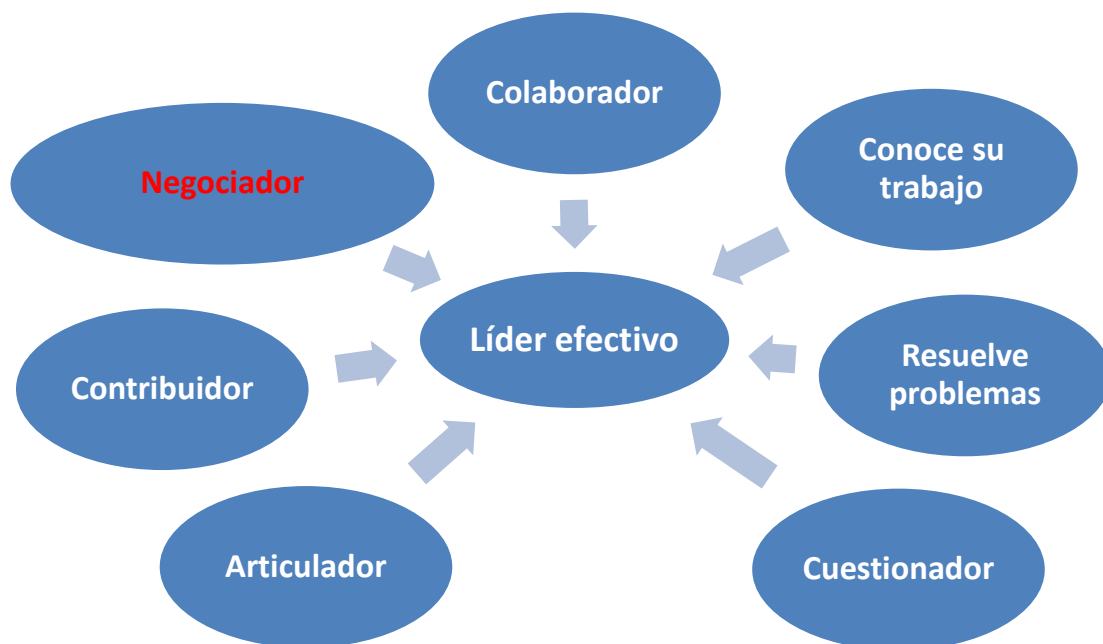 Colaborador
Negociador
Conoce su
trabajo
Líder efectivo
Contribuidor
Resuelve
problemas
Articulador
Cuestionador